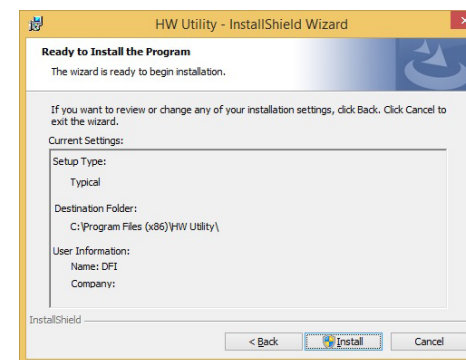 HW Utility - InstallShield Wizard
Ready to Install the Program
The wizard is ready to begin installation.
If you want to review or change any of your installation settings, click Back. Click Cancel to
exit the wizard.
Current Settings:
Setup Type:
Typical
Destination Folder:
C:\Program Files (x86)\HW Utility\
User Information:
Name: DFI
Company:
InstallShield
< Back Install Cancel